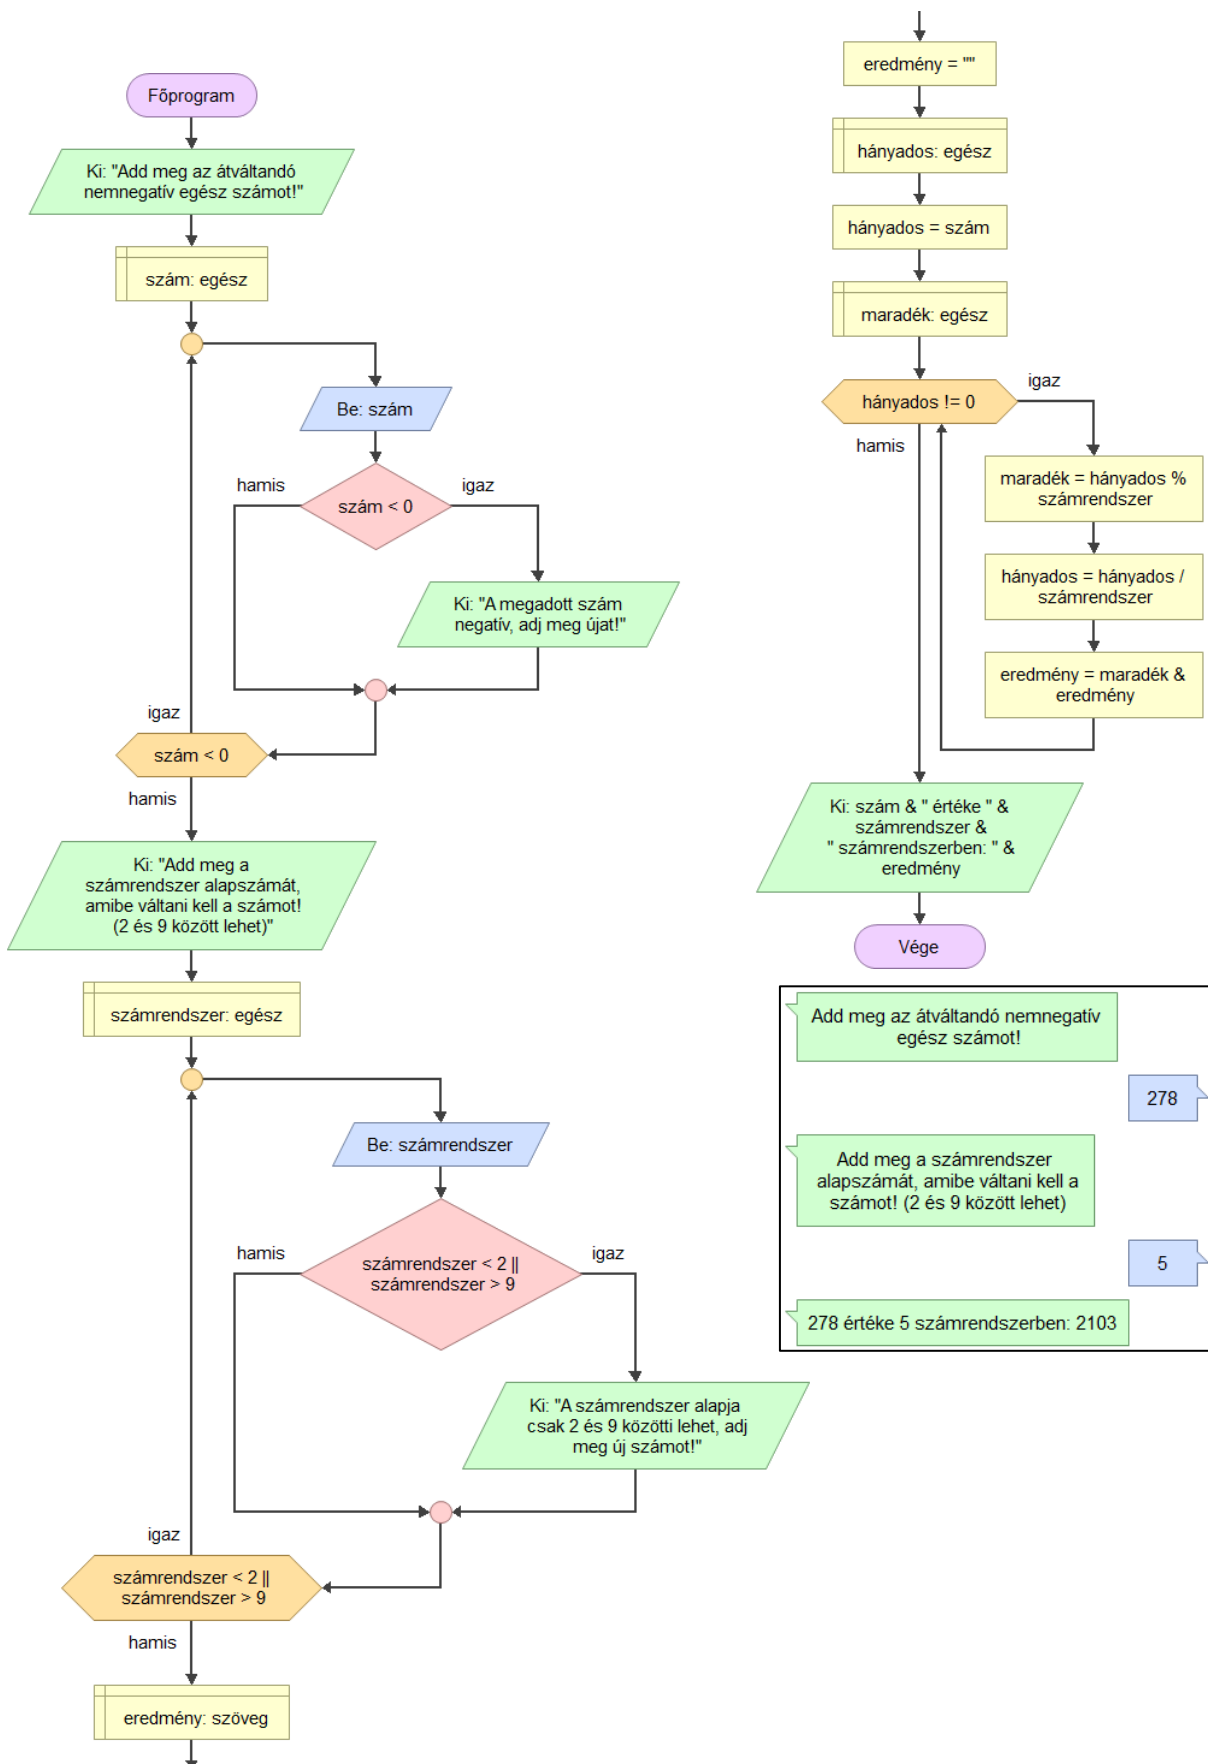 Főprogram
Ki: "Add meg az átváltandó
nemnegatív egész számot!"
szám: egész
Be: szám
hamis
igaz
szám < 0
Ki: "A megadott szám
negatív, adj meg újat!"
igaz
szám < 0
hamis
Ki: "Add meg a
számrendszer alapszámát,
amibe váltani kell a számot!
(2 és 9 között lehet)"
számrendszer: egész
Be: számrendszer
hamis
igaz
számrendszer < 2 ||
számrendszer > 9
Ki: "A számrendszer alapja
csak 2 és 9 közötti lehet, adj
meg új számot!"
igaz
számrendszer < 2 ||
számrendszer > 9
hamis
eredmény: szöveg
eredmény = ""
hányados: egész
hányados = szám
maradék: egész
igaz
hányados != 0
hamis
maradék = hányados %
számrendszer
hányados = hányados /
számrendszer
eredmény = maradék &
eredmény
Ki: szám & " értéke " &
számrendszer &
" számrendszerben: " &
eredmény
Vége
Add meg az átváltandó nemnegatív
egész számot!
278
Add meg a számrendszer
alapszámát, amibe váltani kell a
számot! (2 és 9 között lehet)
5
278 értéke 5 számrendszerben: 2103